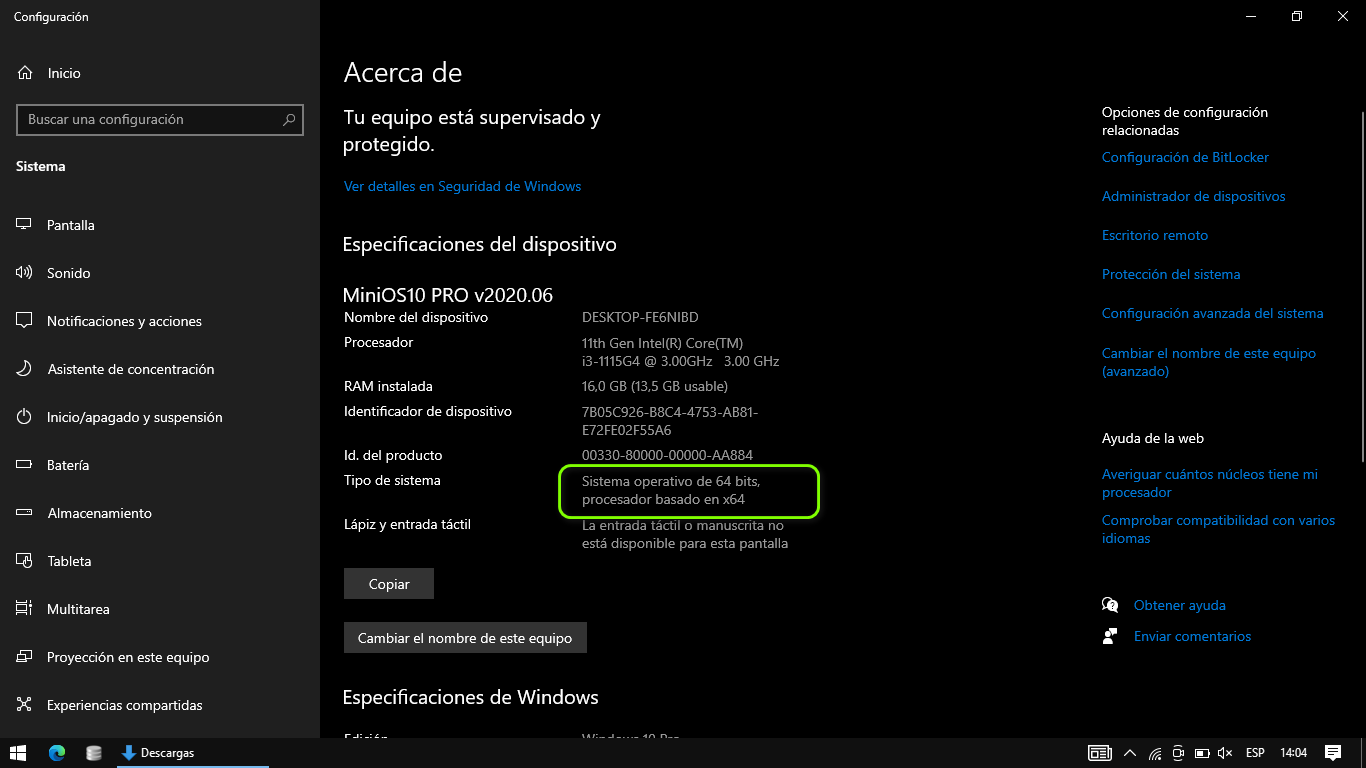 Configuración
Inicio
Buscar una configuración
Sistema
Pantalla
Sonido
Notificaciones y acciones
Asistente de concentración
Inicio/apagado y suspensión
Batería
Almacenamiento
Tableta
Multitarea
Proyección en este equipo
Experiencias compartidas
Acerca de
Tu equipo está supervisado y
protegido.
Ver detalles en Seguridad de Windows
Especificaciones del dispositivo
MiniOS10 PRO v2020.06
Nombre del dispositivo DESKTOP-FE6NIBD
Procesador 11th Gen Intel(R) Core(TM)
i3-1115G4 @ 3.00GHz 3.00 GHz
RAM instalada 16,0 GB (13,5 GB usable)
Identificador de dispositivo 7B05C926-B8C4-4753-AB81-
E72FE02F55A6
Id. del producto 00330-80000-00000-AA884
Tipo de sistema Sistema operativo de 64 bits,
procesador basado en x64
Lápiz y entrada táctil La entrada táctil o manuscrita no
está disponible para esta pantalla
Copiar
Cambiar el nombre de este equipo
Especificaciones de Windows
Edición Windows 10 Pro
Opciones de configuración
relacionadas
Configuración de BitLocker
Administrador de dispositivos
Escritorio remoto
Protección del sistema
Configuración avanzada del sistema
Cambiar el nombre de este equipo
(avanzado)
Ayuda de la web
Averiguar cuántos núcleos tiene mi
procesador
Comprobar compatibilidad con varios
idiomas
Obtener ayuda
Enviar comentarios
Descargas
ESP
14:04